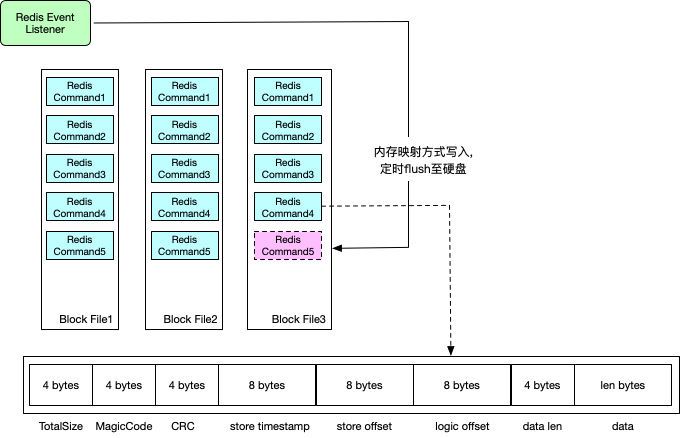 Redis Event
Listener
Redis
Command1
Redis
Command2
Redis
Command3
Redis
Command4
Redis
Command5
Block File1
Redis
Command1
Redis
Command2
Redis
Command3
Redis
Command4
Redis
Command5
Block File2
Redis
Command1
Redis
Command2
Redis
Command3
Redis
Command4
Redis
Command5
Block File3
内存映射方式写入，
定时flush至硬盘
4 bytes
4 bytes
4 bytes
8 bytes
8 bytes
8 bytes
4 bytes
len bytes
TotalSize
MagicCode
CRC
store timestamp
store offset
logic offset
data len
data